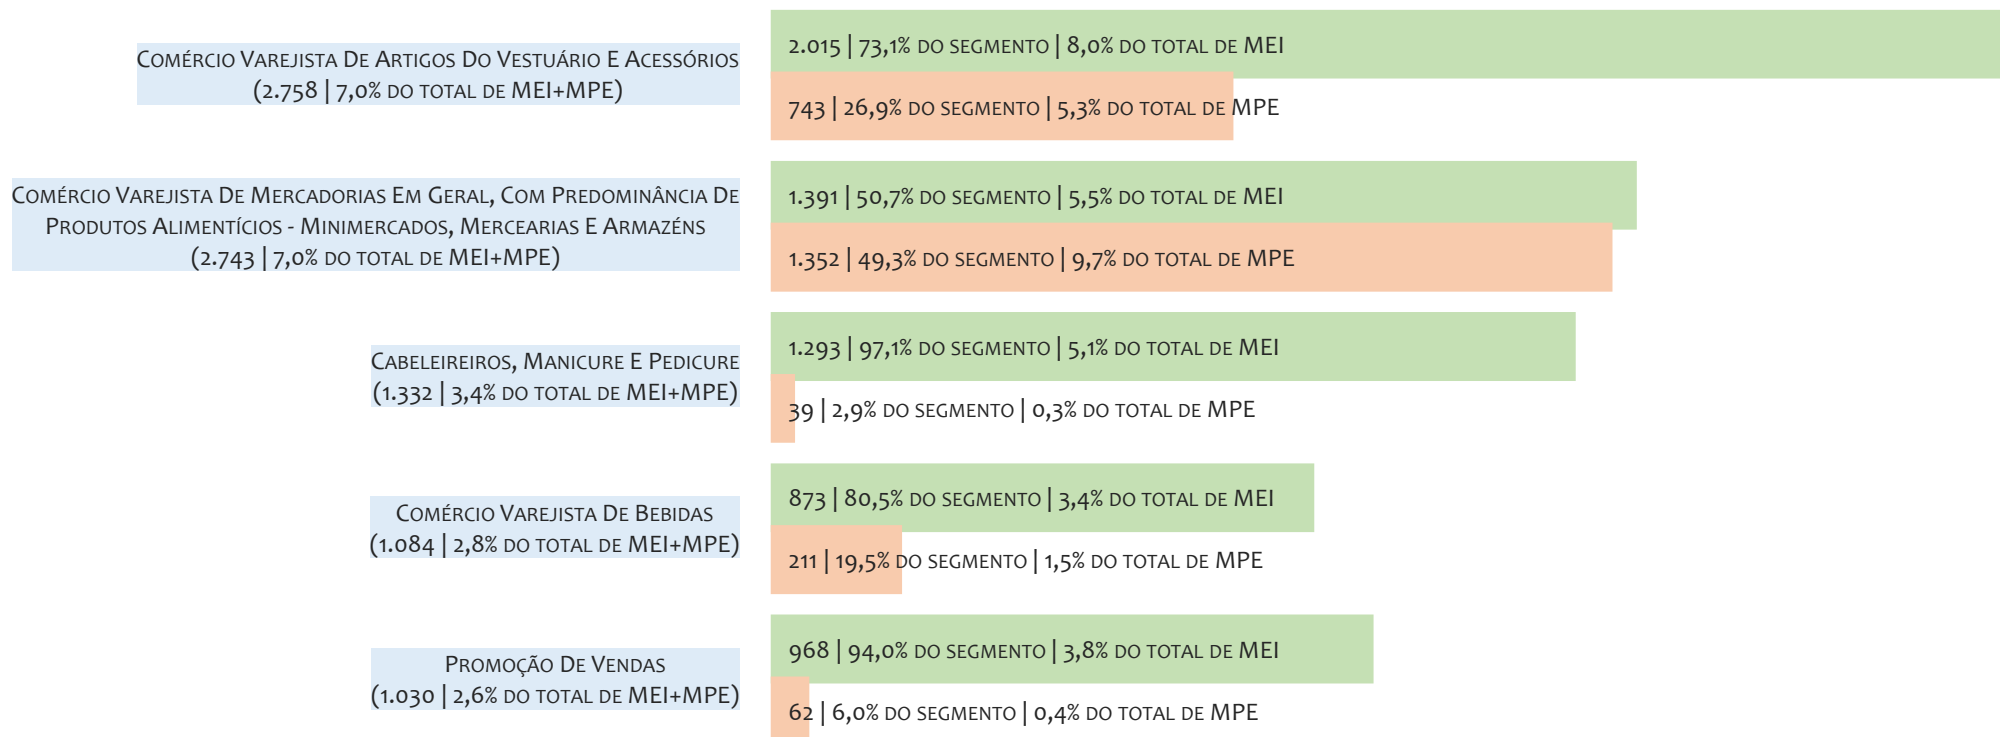 Comércio Varejista De Artigos Do Vestuário E Acessórios
(2.758 | 7,0% do total de MEI+MPE)
2.015 | 73,1% do segmento | 8,0% do total de MEI
743 | 26,9% do segmento | 5,3% do total de MPE
Comércio Varejista De Mercadorias Em Geral, Com Predominância De
Produtos Alimentícios - Minimercados, Mercearias E Armazéns
(2.743 | 7,0% do total de MEI+MPE)
1.391 | 50,7% do segmento | 5,5% do total de MEI
1.352 | 49,3% do segmento | 9,7% do total de MPE
Cabeleireiros, Manicure E Pedicure
(1.332 | 3,4% do total de MEI+MPE)
1.293 | 97,1% do segmento | 5,1% do total de MEI
39 | 2,9% do segmento | 0,3% do total de MPE
Comércio Varejista De Bebidas
(1.084 | 2,8% do total de MEI+MPE)
873 | 80,5% do segmento | 3,4% do total de MEI
211 | 19,5% do segmento | 1,5% do total de MPE
Promoção De Vendas
(1.030 | 2,6% do total de MEI+MPE)
968 | 94,0% do segmento | 3,8% do total de MEI
62 | 6,0% do segmento | 0,4% do total de MPE